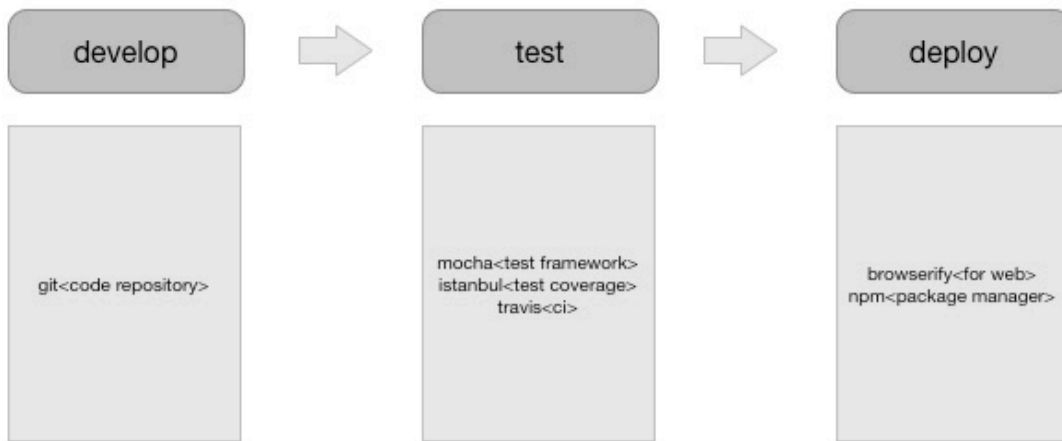 develop
test
deploy
git<code repository>
mocha<test framework>
istanbul<test coverage>
travis<ci>
browserify<for web>
npm<package manager>